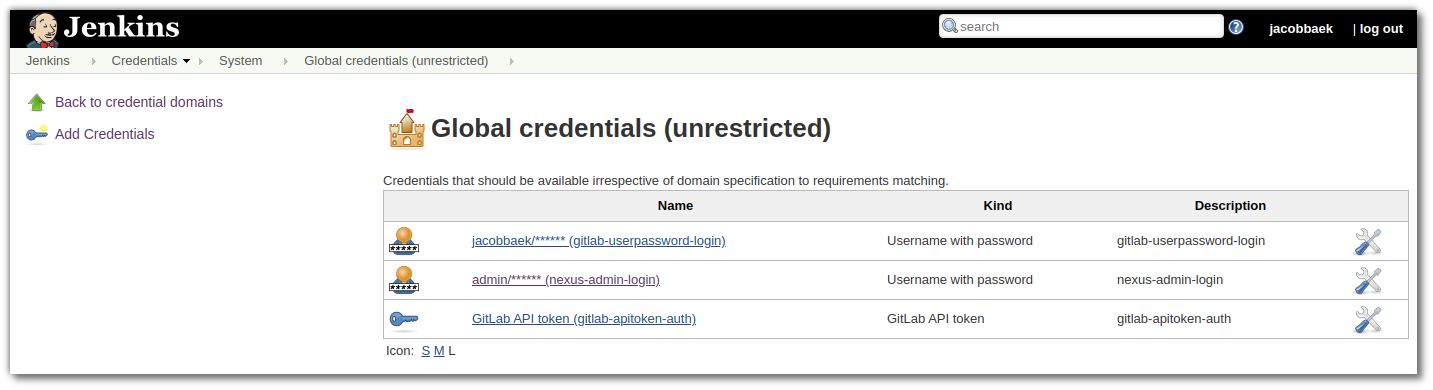 Jenkins search jacobbaek | log out
Jenkins Credentials System Global credentials (unrestricted)
Back to credential domains
Add Credentials
Global credentials (unrestricted)
Credentials that should be available irrespective of domain specification to requirements matching.
Name Kind Description
jacobbaek/****** (gitlab-userpassword-login) Username with password gitlab-userpassword-login
admin/****** (nexus-admin-login) Username with password nexus-admin-login
GitLab API token (gitlab-apitoken-auth) GitLab API token gitlab-apitoken-auth
Icon: S M L